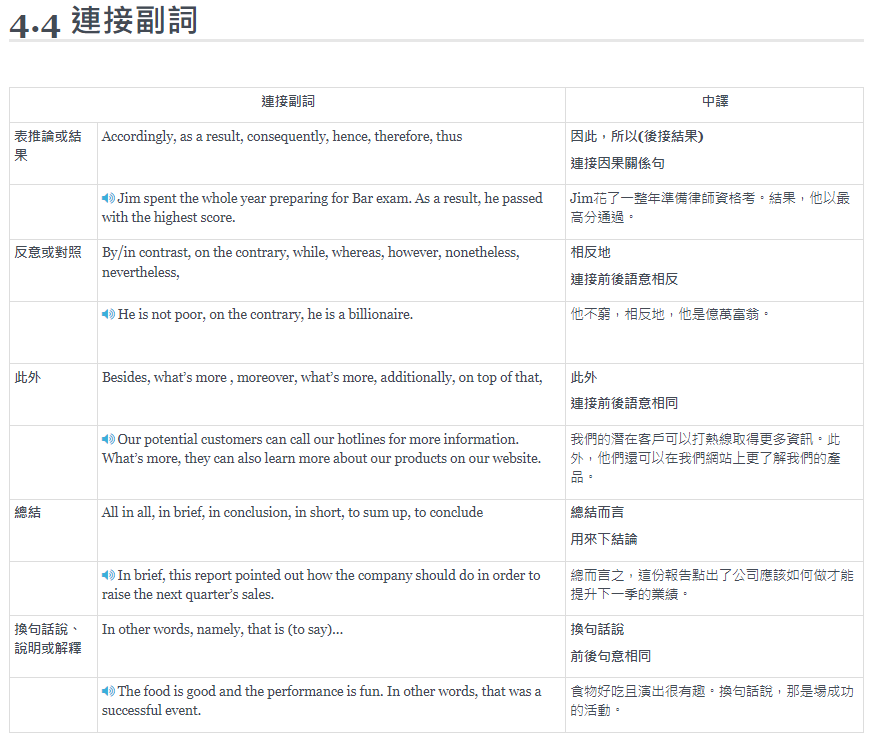 4.4 連接副詞
連接副詞 中譯
表推論或結 Accordingly, as a result, consequently, hence, therefore, thus 因此，所以(後接結果)
果
連接因果關係句
Jim spent the whole year preparing for Bar exam. As a result, he passed Jim花了一整年準備律師資格考。結果，他以最
with the highest score. 高分通過。
反意或對照 By/in contrast, on the contrary, while, whereas, however, nonetheless, 相反地
nevertheless,
連接前後語意相反
He is not poor, on the contrary, he is a billionaire. 他不窮，相反地，他是億萬富翁。
此外 Besides, what’s more , moreover, what’s more, additionally, on top of that, 此外
連接前後語意相同
Our potential customers can call our hotlines for more information. 我們的潛在客戶可以打熱線取得更多資訊。此
What’s more, they can also learn more about our products on our website. 外，他們還可以在我們網站上更了解我們的產
品。
總結 All in all, in brief, in conclusion, in short, to sum up, to conclude 總結而言
用來下結論
In brief, this report pointed out how the company should do in order to 總而言之，這份報告點出了公司應該如何做才能
raise the next quarter’s sales. 提升下一季的業績。
換句話說、 In other words, namely, that is (to say)... 換句話說
說明或解釋
前後句意相同
The food is good and the performance is fun. In other words, that was a 食物好吃且演出很有趣。換句話說，那是場成功
successful event. 的活動。